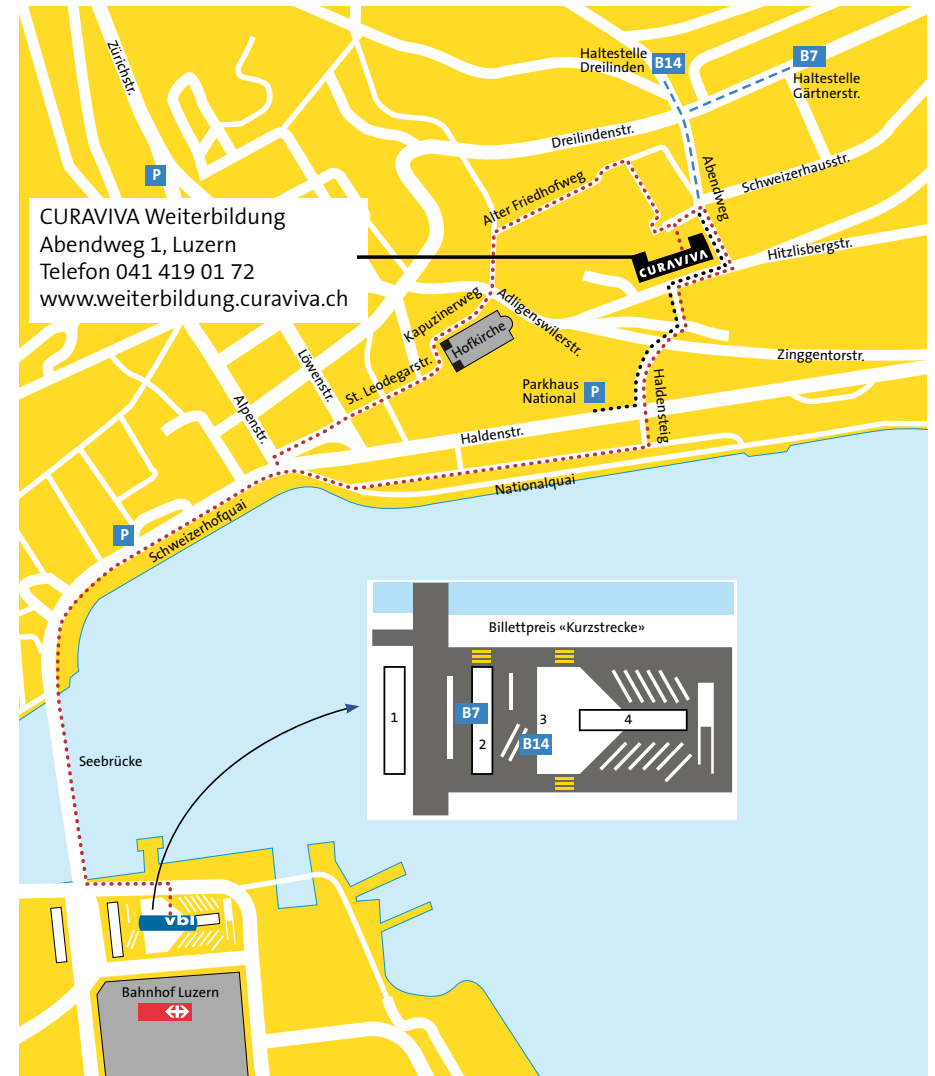 Zürichstr.
Haltestelle
Dreilinden
B14
B7
Haltestelle
Gärtnerstr.
Dreilindenstr.
P
Abendweg
Schweizerhausstr.
Alter Friedhofweg
CURAVIVA Weiterbildung
Abendweg 1, Luzern
Telefon 041 419 01 72
www.weiterbildung.curaviva.ch
CURAVIVA
Hitzlisbergstr.
Kapuzinerweg
Adligenswilerstr.
Hofkirche
Zinggentorstr.
Löwenstr.
St. Leodegarstr.
Parkhaus
National
P
Haldensteig
Alpenstr.
Haldenstr.
Nationalquai
Schweizerhofquai
P
Billettpreis «Kurzstrecke»
1
B7
2
3
B14
4
Seebrücke
vbl
Bahnhof Luzern